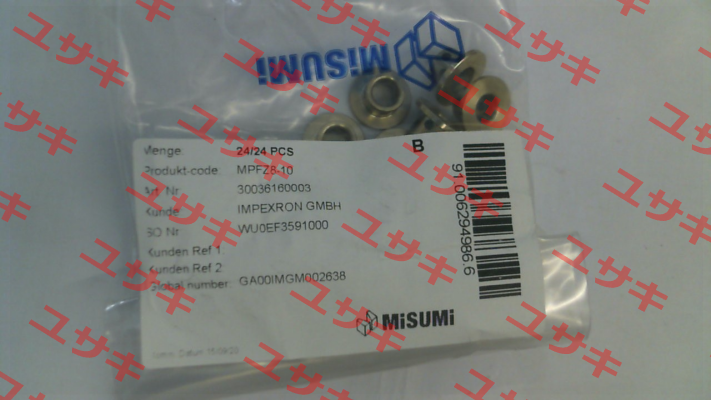 MiSUMi
Menge: 24/24 PCS
B
Produkt-code: MPFZ8-10
Art. Nr. 30036160003
Kunde: IMPEXRON GMBH
SO Nr. WU0EF3591000
Kunden Ref 1
Kunden Ref 2
Global number: GA00IMGM002638
91 006294986.6
MiSUMi
ユサキ